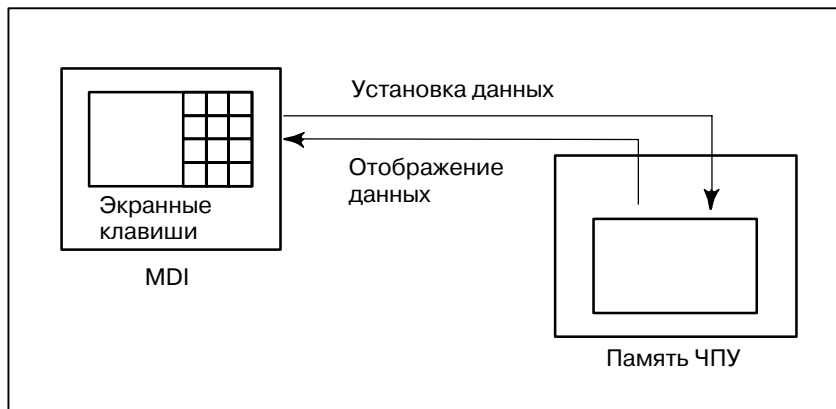 Установка данных
Отображение
данных
Экранные
клавиши
MDI
Память ЧПУ